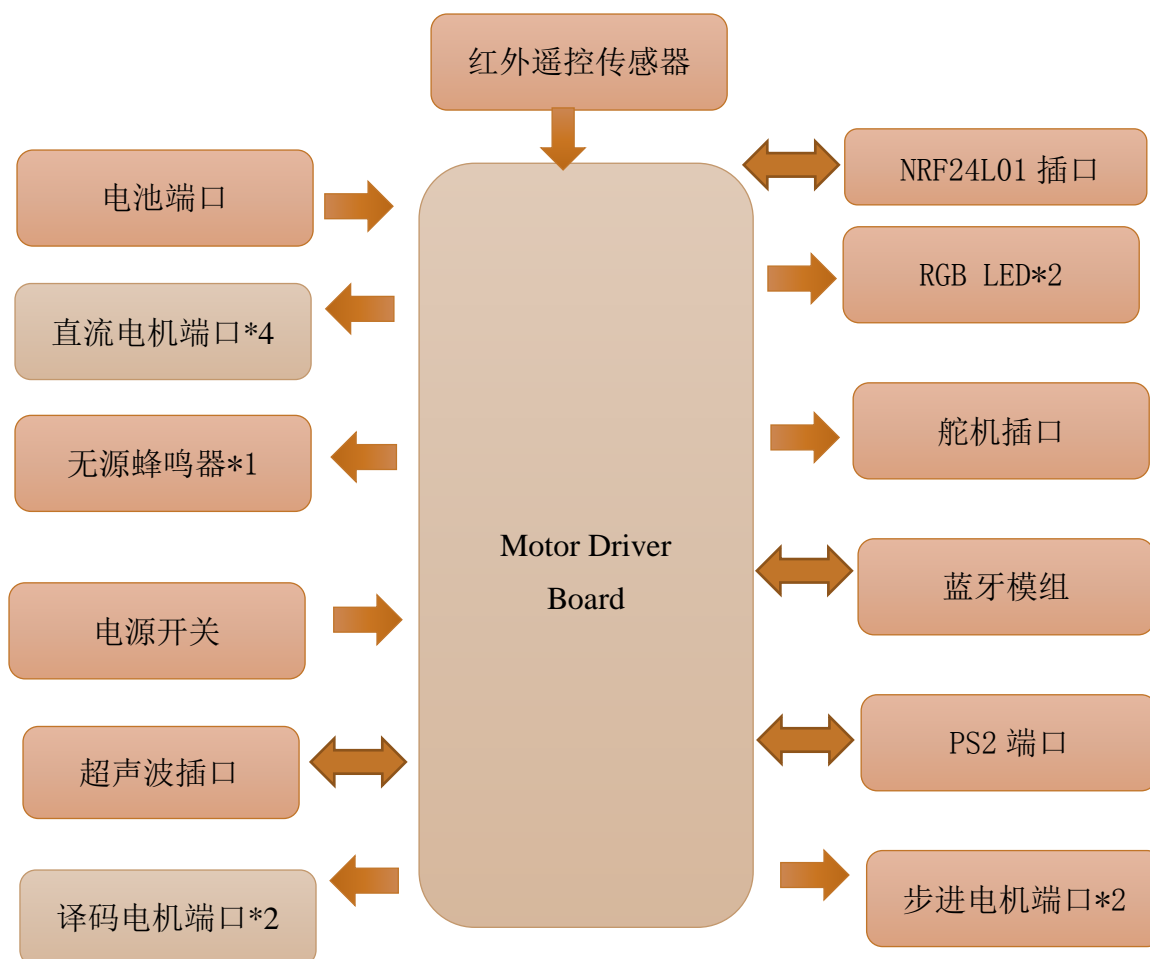 红外遥控传感器
电池端口
NRF24L01 插口
直流电机端口*4
RGB LED*2
无源蜂鸣器*1
舵机插口
Motor Driver
Board
电源开关
蓝牙模组
超声波插口
PS2 端口
译码电机端口*2
步进电机端口*2